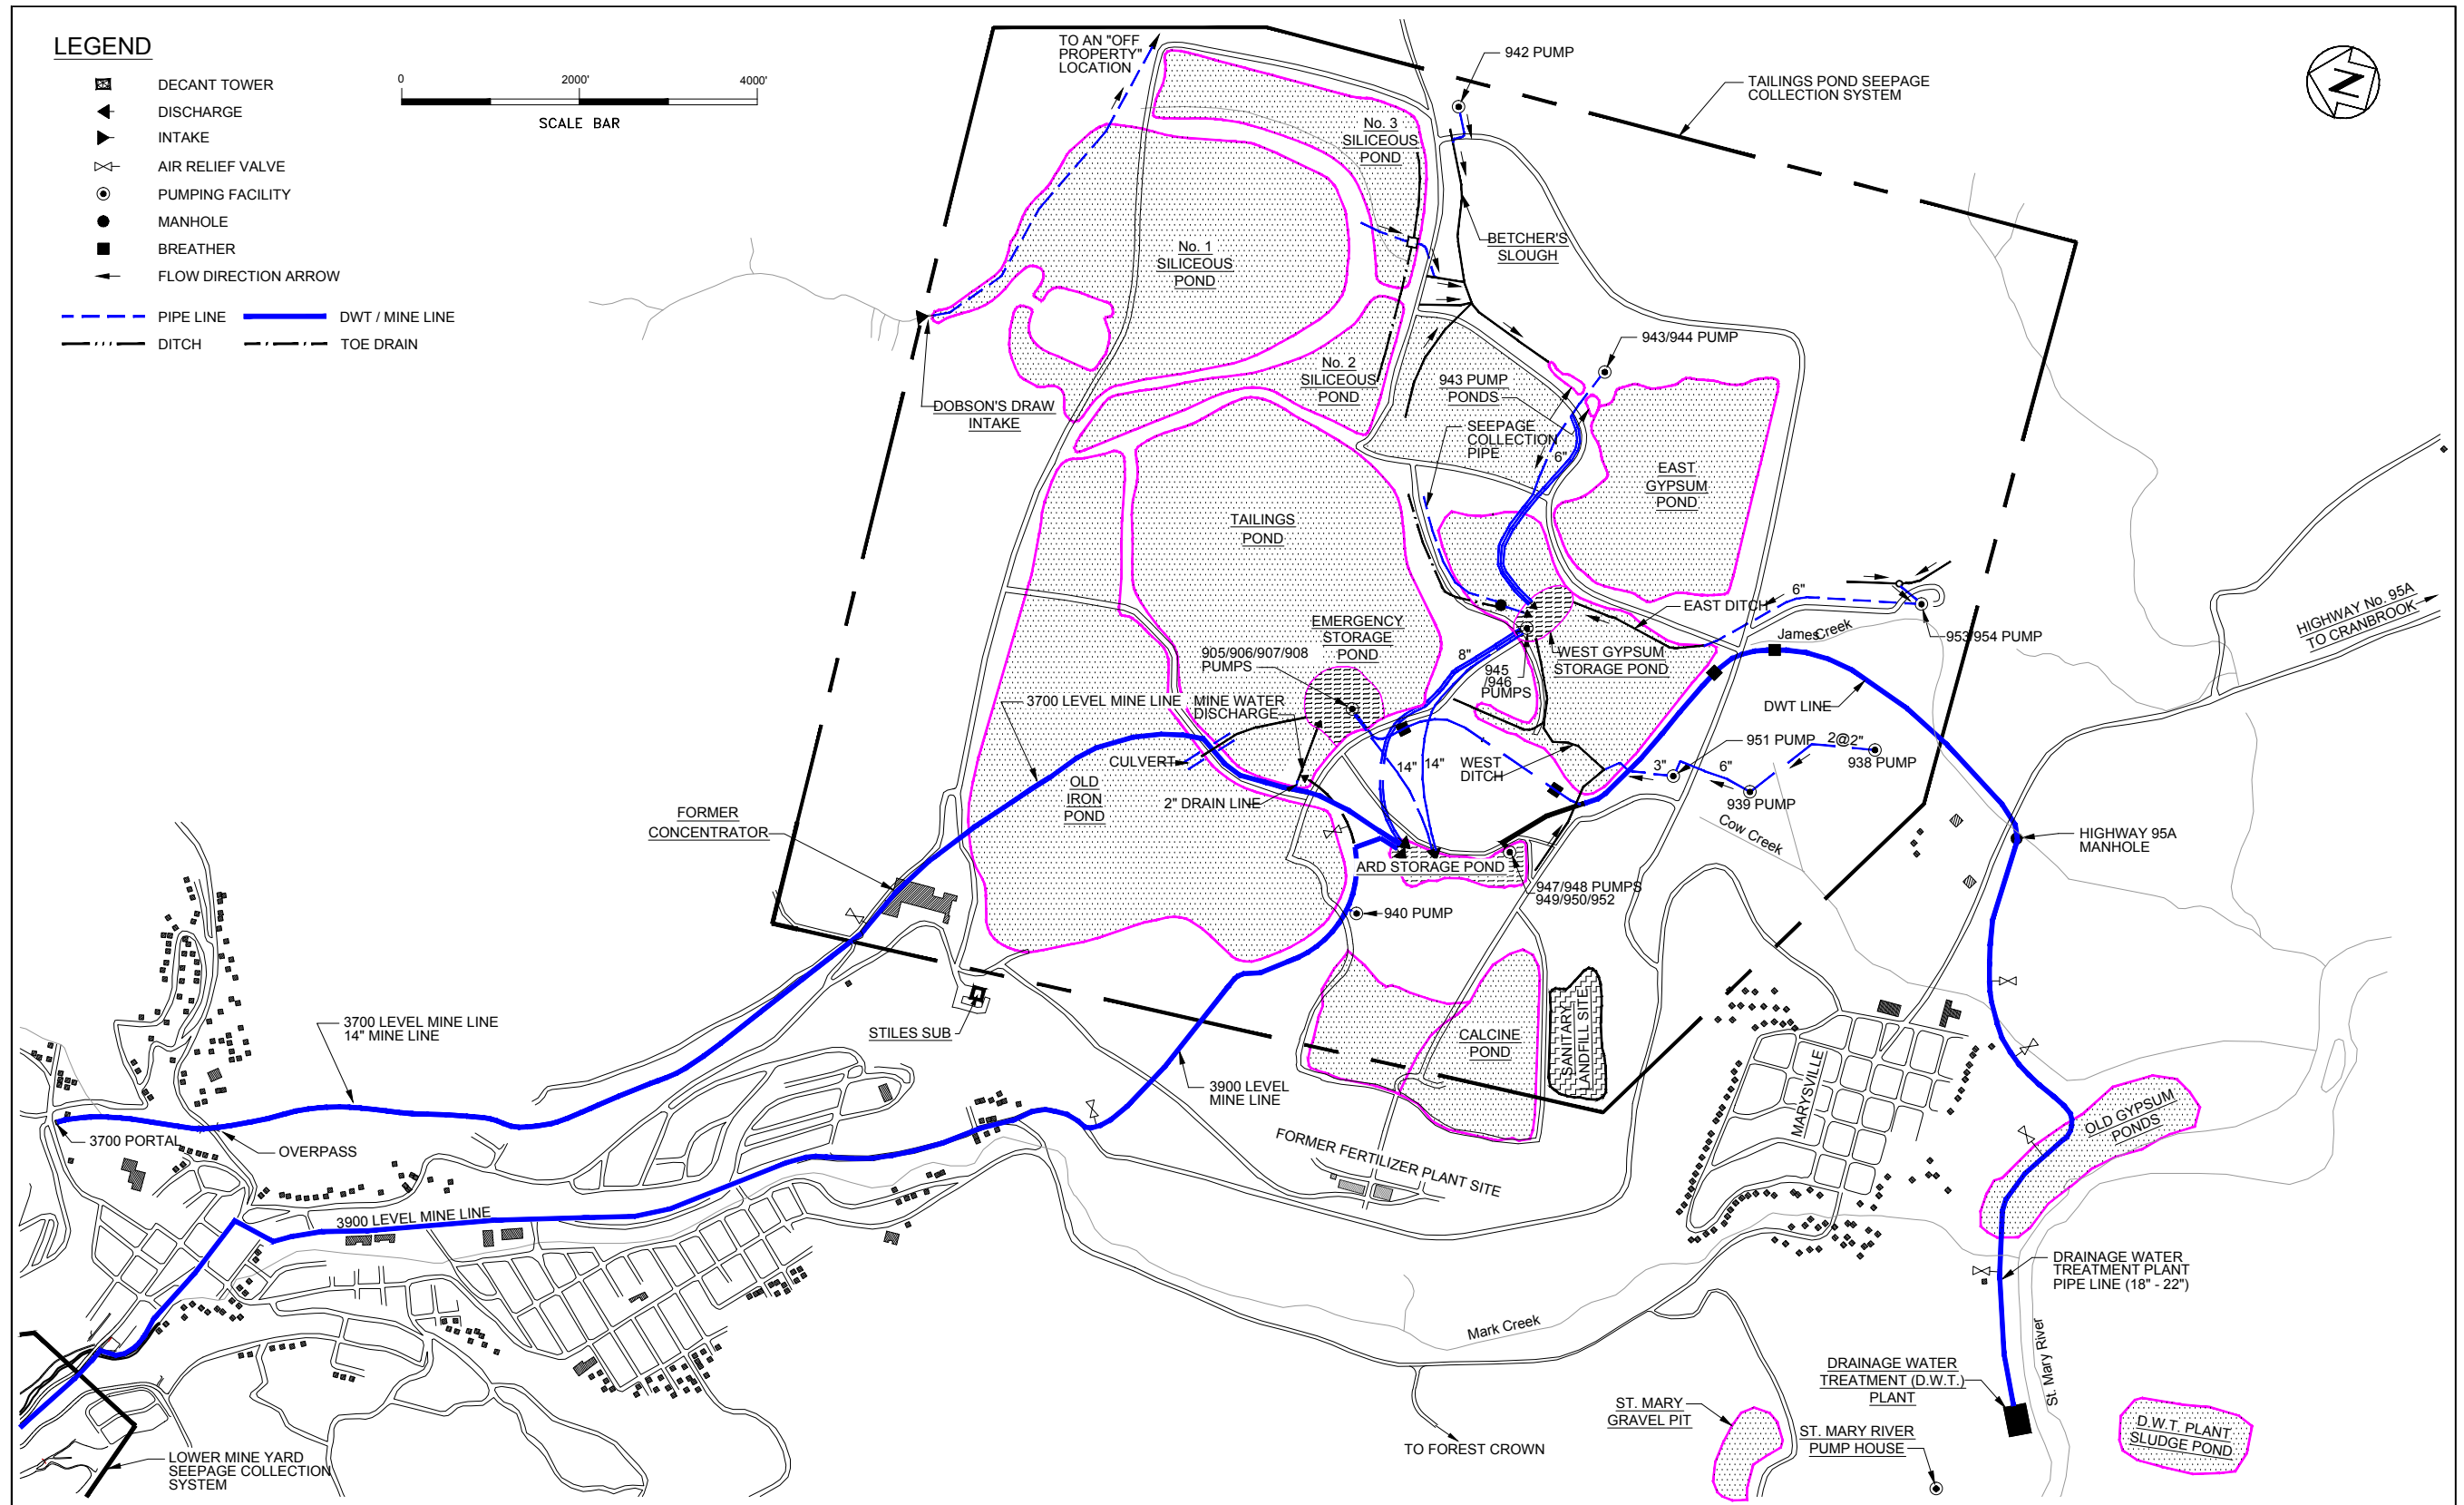 LEGEND
DECANT TOWER
DISCHARGE
INTAKE
AIR RELIEF VALVE
PUMPING FACILITY
MANHOLE
BREATHER
FLOW DIRECTION ARROW
PIPE LINE
DWT / MINE LINE
DITCH
TOE DRAIN
0
2000'
4000'
SCALE BAR
TO AN "OFF
PROPERTY"
LOCATION
942 PUMP
TAILINGS POND SEEPAGE
COLLECTION SYSTEM
N
No. 3
SILICEOUS
POND
No. 1
SILICEOUS
POND
BETCHER'S
SLOUGH
943/944 PUMP
No. 2
SILICEOUS
POND
943 PUMP
PONDS
DOBSON'S DRAW
INTAKE
SEEPAGE
COLLECTION
PIPE
6"
EAST
GYPSUM
POND
TAILINGS
POND
EAST DITCH
6"
James Creek
953/954 PUMP
HIGHWAY No. 95A
TO CRANBROOK
EMERGENCY
STORAGE
POND
905/906/907/908
PUMPS
8"
945
/946
PUMPS
WEST GYPSUM
STORAGE POND
3700 LEVEL MINE LINE
MINE WATER
DISCHARGE
DWT LINE
951 PUMP
2@2"
938 PUMP
CULVERT
14"
14"
WEST
DITCH
3"
6"
939 PUMP
OLD
IRON
POND
2" DRAIN LINE
Cow Creek
FORMER
CONCENTRATOR
HIGHWAY 95A
MANHOLE
ARD STORAGE POND
947/948 PUMPS
949/950/952
940 PUMP
3700 LEVEL MINE LINE
14" MINE LINE
STILES SUB
CALCINE
POND
SANITARY
LANDFILL SITE
MARYSVILLE
3900 LEVEL
MINE LINE
OLD GYPSUM
PONDS
3700 PORTAL
OVERPASS
FORMER FERTILIZER PLANT SITE
3900 LEVEL MINE LINE
DRAINAGE WATER
TREATMENT PLANT
PIPE LINE (18" - 22")
Mark Creek
St. Mary River
DRAINAGE WATER
TREATMENT (D.W.T.)
PLANT
ST. MARY
GRAVEL PIT
ST. MARY RIVER
PUMP HOUSE
D.W.T. PLANT
SLUDGE POND
TO FOREST CROWN
LOWER MINE YARD
SEEPAGE COLLECTION
SYSTEM